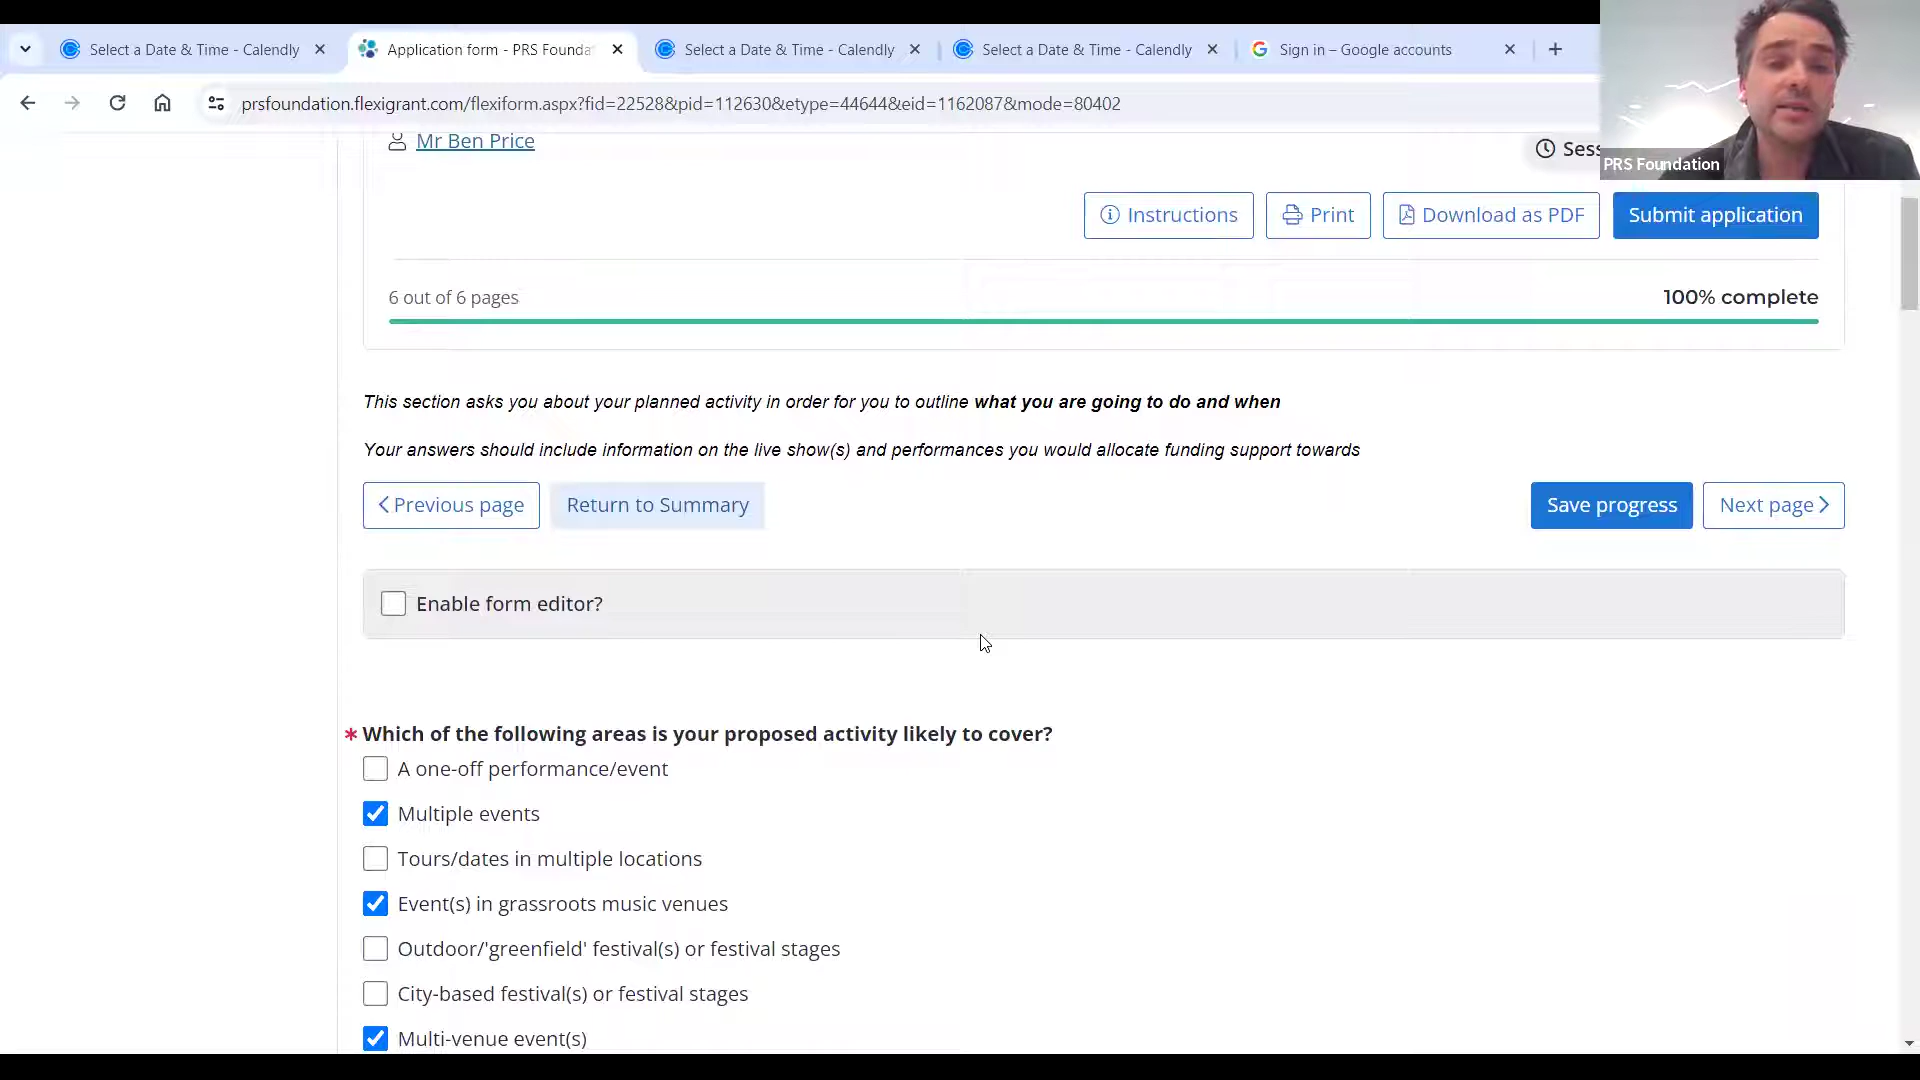 Select a Date & Time - Calendly
Application form - PRS Founda
Select a Date & Time - Calendly
Select a Date & Time - Calendly
Sign in – Google accounts
prsfoundation.flexigrant.com/flexiform.aspx?fid=22528&pid=112630&etype=44644&eid=1162087&mode=80402
Mr Ben Price
Sess
PRS Foundation
Instructions
Print
Download as PDF
Submit application
6 out of 6 pages
100% complete
This section asks you about your planned activity in order for you to outline what you are going to do and when
Your answers should include information on the live show(s) and performances you would allocate funding support towards
Previous page
Return to Summary
Save progress
Next page
Enable form editor?
* Which of the following areas is your proposed activity likely to cover?
A one-off performance/event
Multiple events
Tours/dates in multiple locations
Event(s) in grassroots music venues
Outdoor/'greenfield' festival(s) or festival stages
City-based festival(s) or festival stages
Multi-venue event(s)